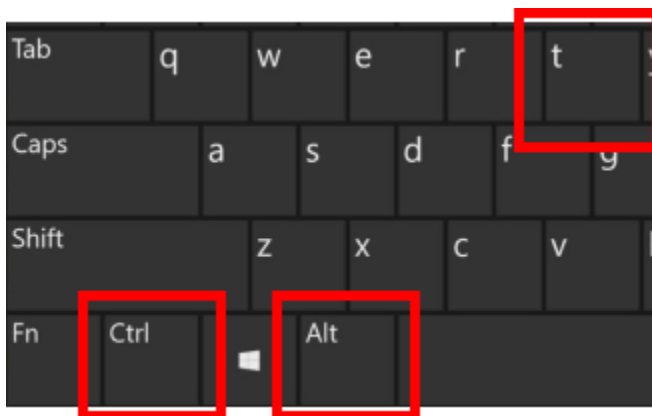 Tab q w e r t
Caps a s d f g
Shift z x c v
Fn Ctrl Alt